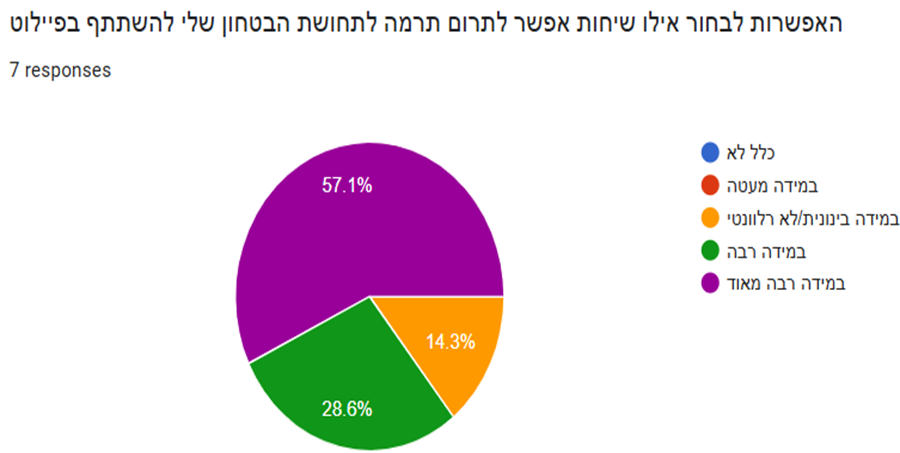 האפשרות לבחור אילו שיחות אפשר לתרום תרמה לתחושת הבטחון שלי להשתתף בפיילוט
7 responses
57.1%
14.3%
28.6%
כלל לא
במידה מעטה
במידה בינונית/לא רלוונטי
במידה רבה
במידה רבה מאוד